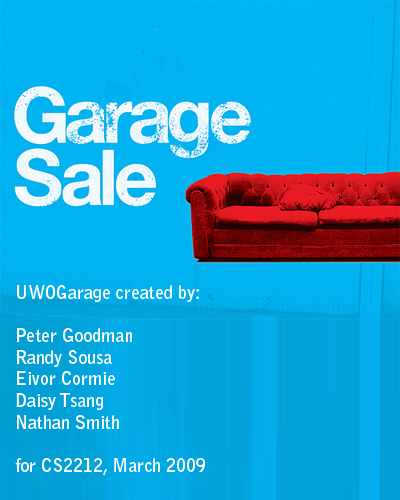 Garage
Sale
UWOGarage created by:
Peter Goodman
Randy Sousa
Eivor Cormie
Daisy Tsang
Nathan Smith
for CS2212, March 2009